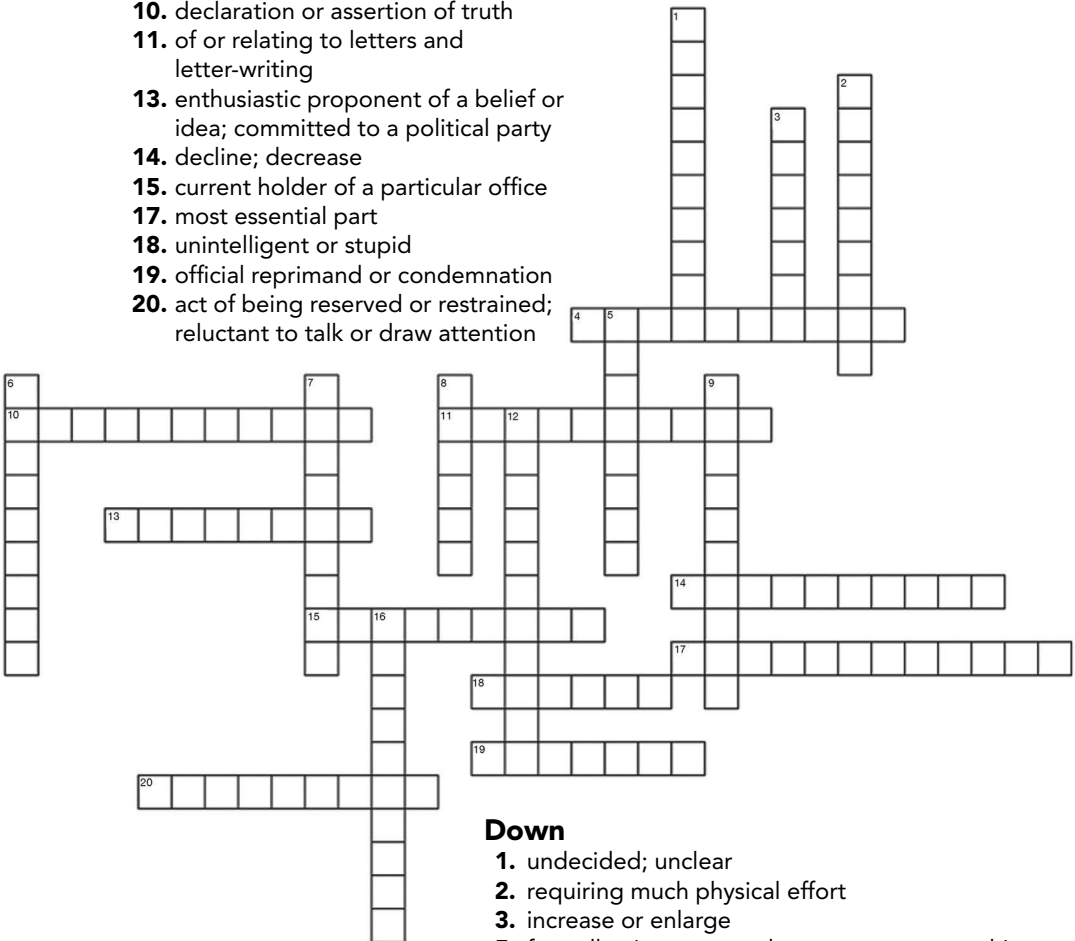 10. declaration or assertion of truth
11. of or relating to letters and
letter-writing
13. enthusiastic proponent of a belief or
idea; committed to a political party
14. decline; decrease
15. current holder of a particular office
17. most essential part
18. unintelligent or stupid
19. official reprimand or condemnation
20. act of being reserved or restrained;
reluctant to talk or draw attention
1
2
3
4 5
6 7 8 9
10 11 12
13
14
15 16
17
18
19
20
Down
1. undecided; unclear
2. requiring much physical effort
3. increase or enlarge